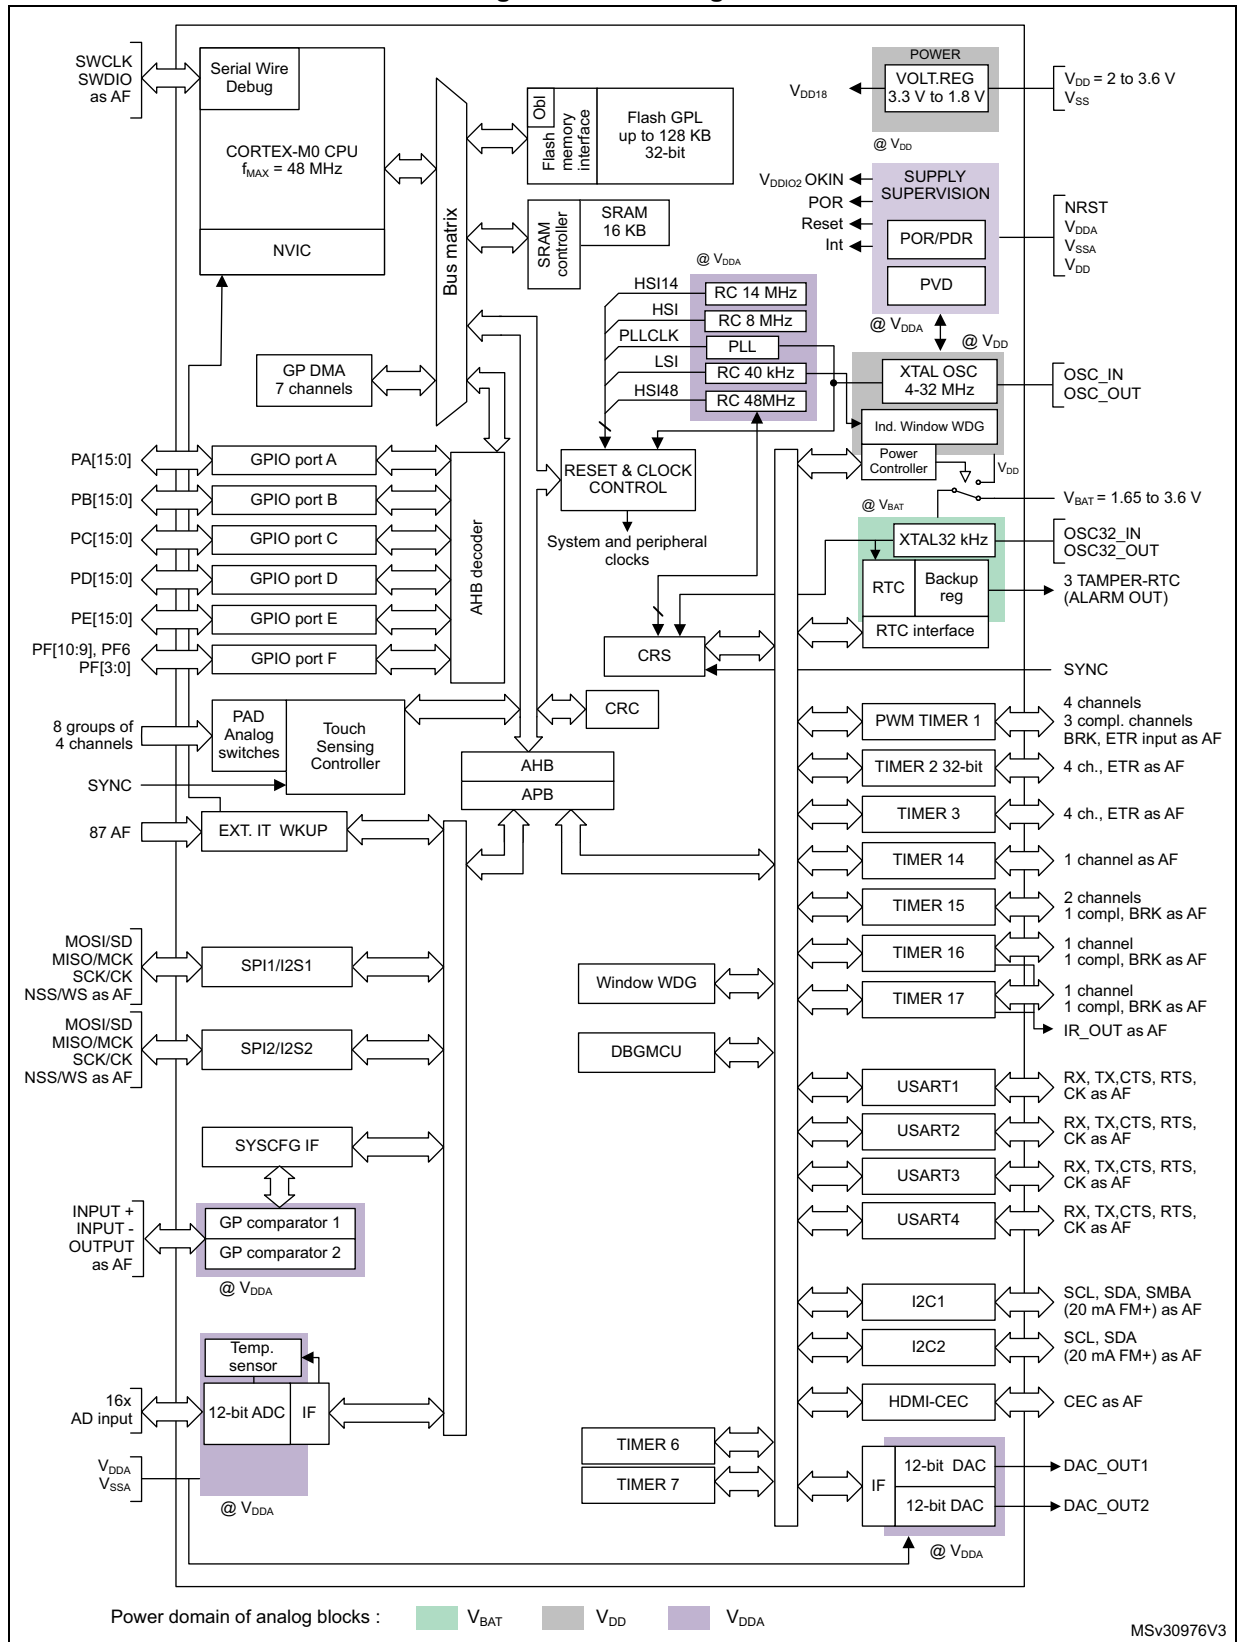 SWCLK
SWDIO
as AF
Serial Wire
Debug
CORTEX-M0 CPU
fMAX = 48 MHz
NVIC
Bus matrix
Obl
Flash
memory
interface
Flash GPL
up to 128 KB
32-bit
SRAM
controller
SRAM
16 KB
POWER
VOLT.REG
3.3 V to 1.8 V
VDD18
VDD = 2 to 3.6 V
VSS
@ VDD
SUPPLY
SUPERVISION
VDDIO2 OKIN
POR
Reset
Int
POR/PDR
PVD
NRST
VDDA
VSSA
VDD
@ VDDA
@ VDDA
@ VDD
HSI14
RC 14 MHz
HSI
RC 8 MHz
PLLCLK
PLL
LSI
RC 40 kHz
HSI48
RC 48MHz
XTAL OSC
4-32 MHz
OSC_IN
OSC_OUT
Ind. Window WDG
Power
Controller
VDD
VBAT = 1.65 to 3.6 V
@ VBAT
XTAL32 kHz
OSC32_IN
OSC32_OUT
RTC
Backup
reg
3 TAMPER-RTC
(ALARM OUT)
RTC interface
GP DMA
7 channels
RESET & CLOCK
CONTROL
System and peripheral
clocks
PA[15:0]
GPIO port A
PB[15:0]
GPIO port B
PC[15:0]
GPIO port C
PD[15:0]
GPIO port D
PE[15:0]
GPIO port E
PF[10:9], PF6
PF[3:0]
GPIO port F
AHB decoder
CRS
SYNC
8 groups of
4 channels
PAD
Analog
switches
Touch
Sensing
Controller
SYNC
CRC
AHB
APB
87 AF
EXT. IT WKUP
PWM TIMER 1
4 channels
3 compl. channels
BRK, ETR input as AF
TIMER 2 32-bit
4 ch., ETR as AF
TIMER 3
4 ch., ETR as AF
TIMER 14
1 channel as AF
TIMER 15
2 channels
1 compl, BRK as AF
TIMER 16
1 channel
1 compl, BRK as AF
TIMER 17
1 channel
1 compl, BRK as AF
IR_OUT as AF
MOSI/SD
MISO/MCK
SCK/CK
NSS/WS as AF
SPI1/I2S1
MOSI/SD
MISO/MCK
SCK/CK
NSS/WS as AF
SPI2/I2S2
Window WDG
DBGMCU
USART1
RX, TX,CTS, RTS,
CK as AF
USART2
RX, TX,CTS, RTS,
CK as AF
USART3
RX, TX,CTS, RTS,
CK as AF
USART4
RX, TX,CTS, RTS,
CK as AF
SYSCFG IF
INPUT +
INPUT -
OUTPUT
as AF
GP comparator 1
GP comparator 2
@ VDDA
I2C1
SCL, SDA, SMBA
(20 mA FM+) as AF
I2C2
SCL, SDA
(20 mA FM+) as AF
HDMI-CEC
CEC as AF
Temp.
sensor
16x
AD input
12-bit ADC
IF
VDDA
VSSA
@ VDDA
TIMER 6
TIMER 7
IF
12-bit DAC
DAC_OUT1
12-bit DAC
DAC_OUT2
@ VDDA
Power domain of analog blocks :
VBAT
VDD
VDDA
MSv30976V3